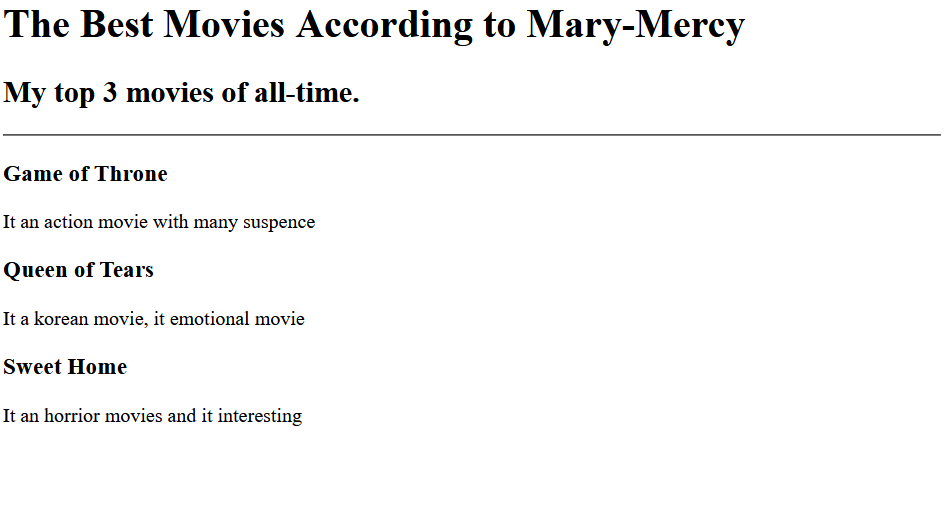 The Best Movies According to Mary-Mercy
My top 3 movies of all-time.
Game of Throne
It an action movie with many suspence
Queen of Tears
It a korean movie, it emotional movie
Sweet Home
It an horrior movies and it interesting